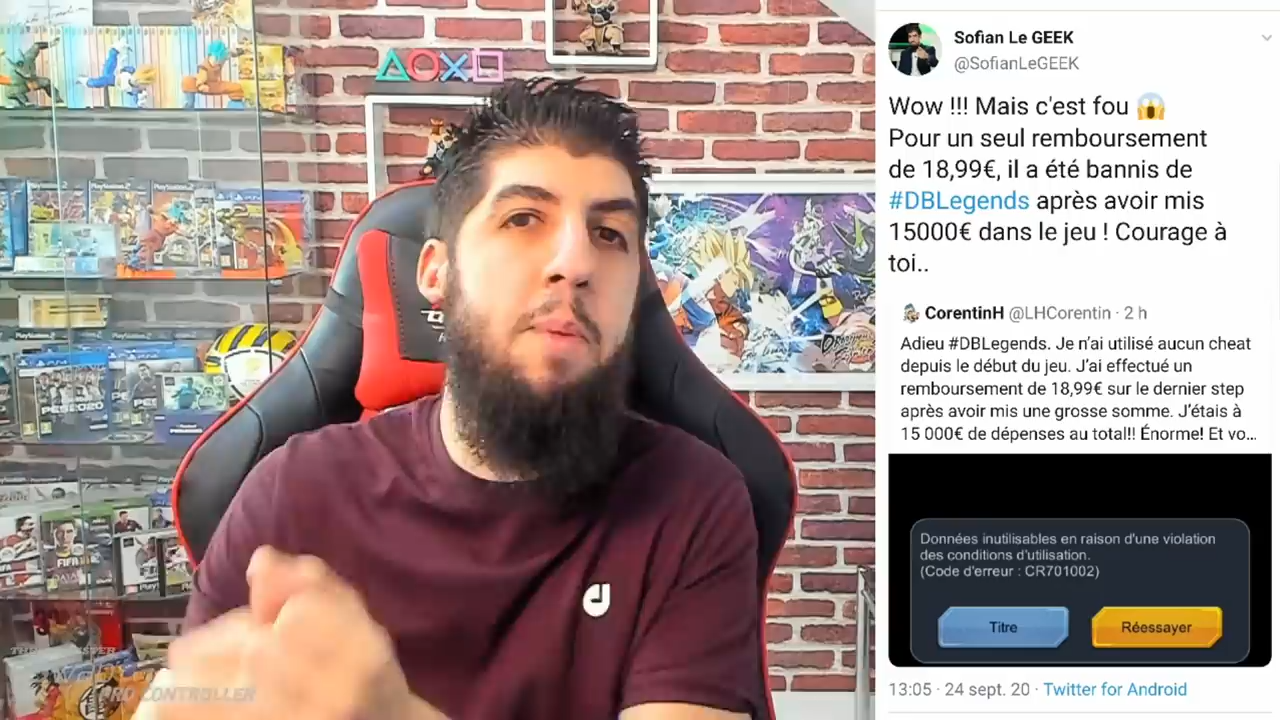 Sofian Le GEEK
@SofianLeGEEK
Wow !!! Mais c'est fou 😱
Pour un seul remboursement
de 18,99€, il a été bannis de
#DBLegends après avoir mis
15000€ dans le jeu ! Courage à
toi..
CorentinH @LHCorentin · 2 h
Adieu #DBLegends. Je n'ai utilisé aucun cheat
depuis le début du jeu. J'ai effectué un
remboursement de 18,99€ sur le dernier step
après avoir mis une grosse somme. J'étais à
15 000€ de dépenses au total!! Énorme! Et vo...
Données inutilisables en raison d'une violation
des conditions d'utilisation.
(Code d'erreur : CR701002)
Titre
Réessayer
13:05 · 24 sept. 20 · Twitter for Android
PES2020
FIFA
PRO CONTROLLER